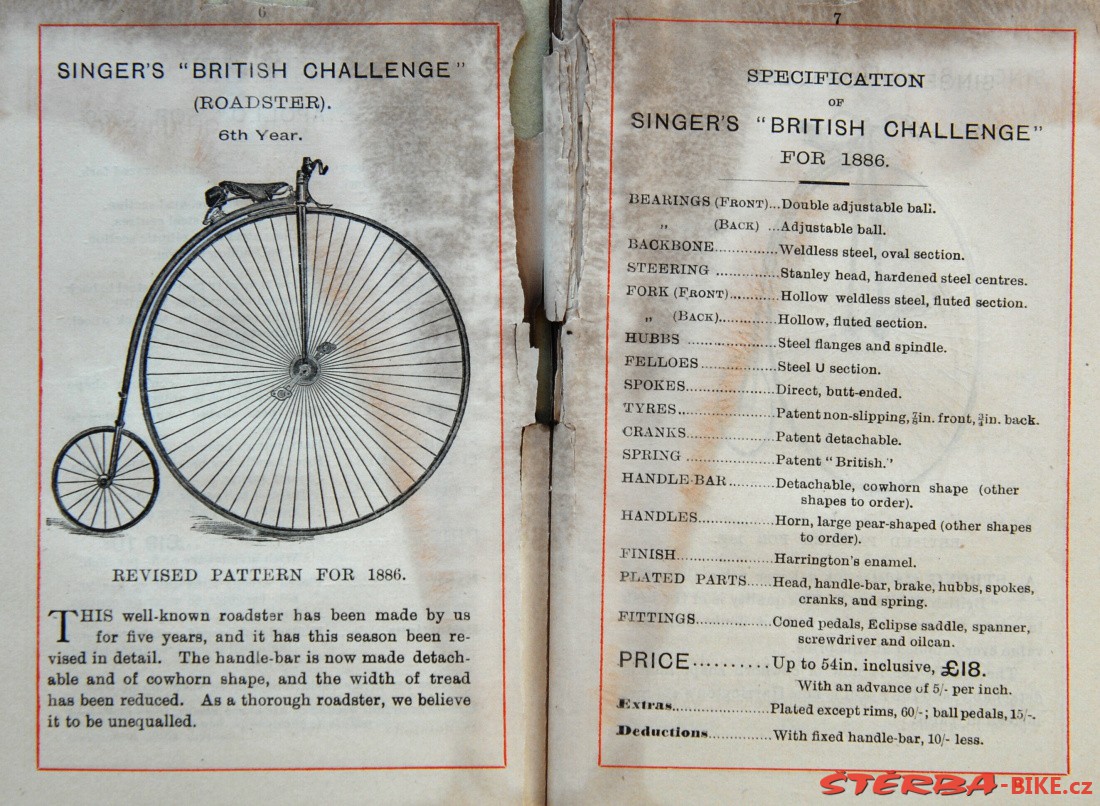 6
SINGER'S "BRITISH CHALLENGE"
(ROADSTER).
6th Year.
REVISED PATTERN FOR 1886.
THIS well-known roadster has been made by us
for five years, and it has this season been re-
vised in detail. The handle-bar is now made detach-
able and of cowhorn shape, and the width of tread
has been reduced. As a thorough roadster, we believe
it to be unequalled.
7
SPECIFICATION
OF
SINGER'S "BRITISH CHALLENGE"
FOR 1886.
BEARINGS (FRONT)...Double adjustable ball.
„ (BACK) ...Adjustable ball.
BACKBONE...............Weldless steel, oval section.
STEERING ...............Stanley head, hardened steel centres.
FORK (FRONT)............Hollow weldless steel, fluted section.
„ (BACK)..............Hollow, fluted section.
HUBBS ....................Steel flanges and spindle.
FELLOES .................Steel U section.
SPOKES....................Direct, butt-ended.
TYRES......................Patent non-slipping, ⅞in. front, ¾in. back.
CRANKS....................Patent detachable.
SPRING ....................Patent "British."
HANDLE-BAR..........Detachable, cowhorn shape (other
shapes to order).
HANDLES.................Horn, large pear-shaped (other shapes
to order).
FINISH......................Harrington's enamel.
PLATED PARTS......Head, handle-bar, brake, hubbs, spokes,
cranks, and spring.
FITTINGS..................Coned pedals, Eclipse saddle, spanner,
screwdriver and oilcan.
PRICE..........Up to 54in. inclusive, £18.
With an advance of 5/- per inch.
Extras......................Plated except rims, 60/-; ball pedals, 15/-.
Deductions..............With fixed handle-bar, 10/- less.
ŠTĚRBA-BIKE.cz